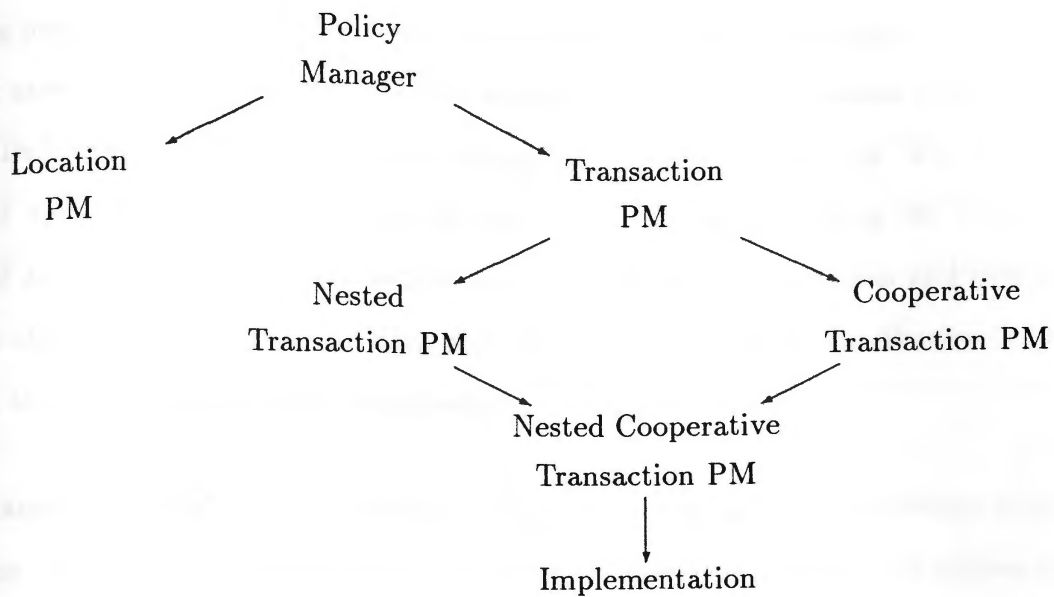 Policy
Manager
Location
PM
Transaction
PM
Nested
Transaction PM
Cooperative
Transaction PM
Nested Cooperative
Transaction PM
Implementation